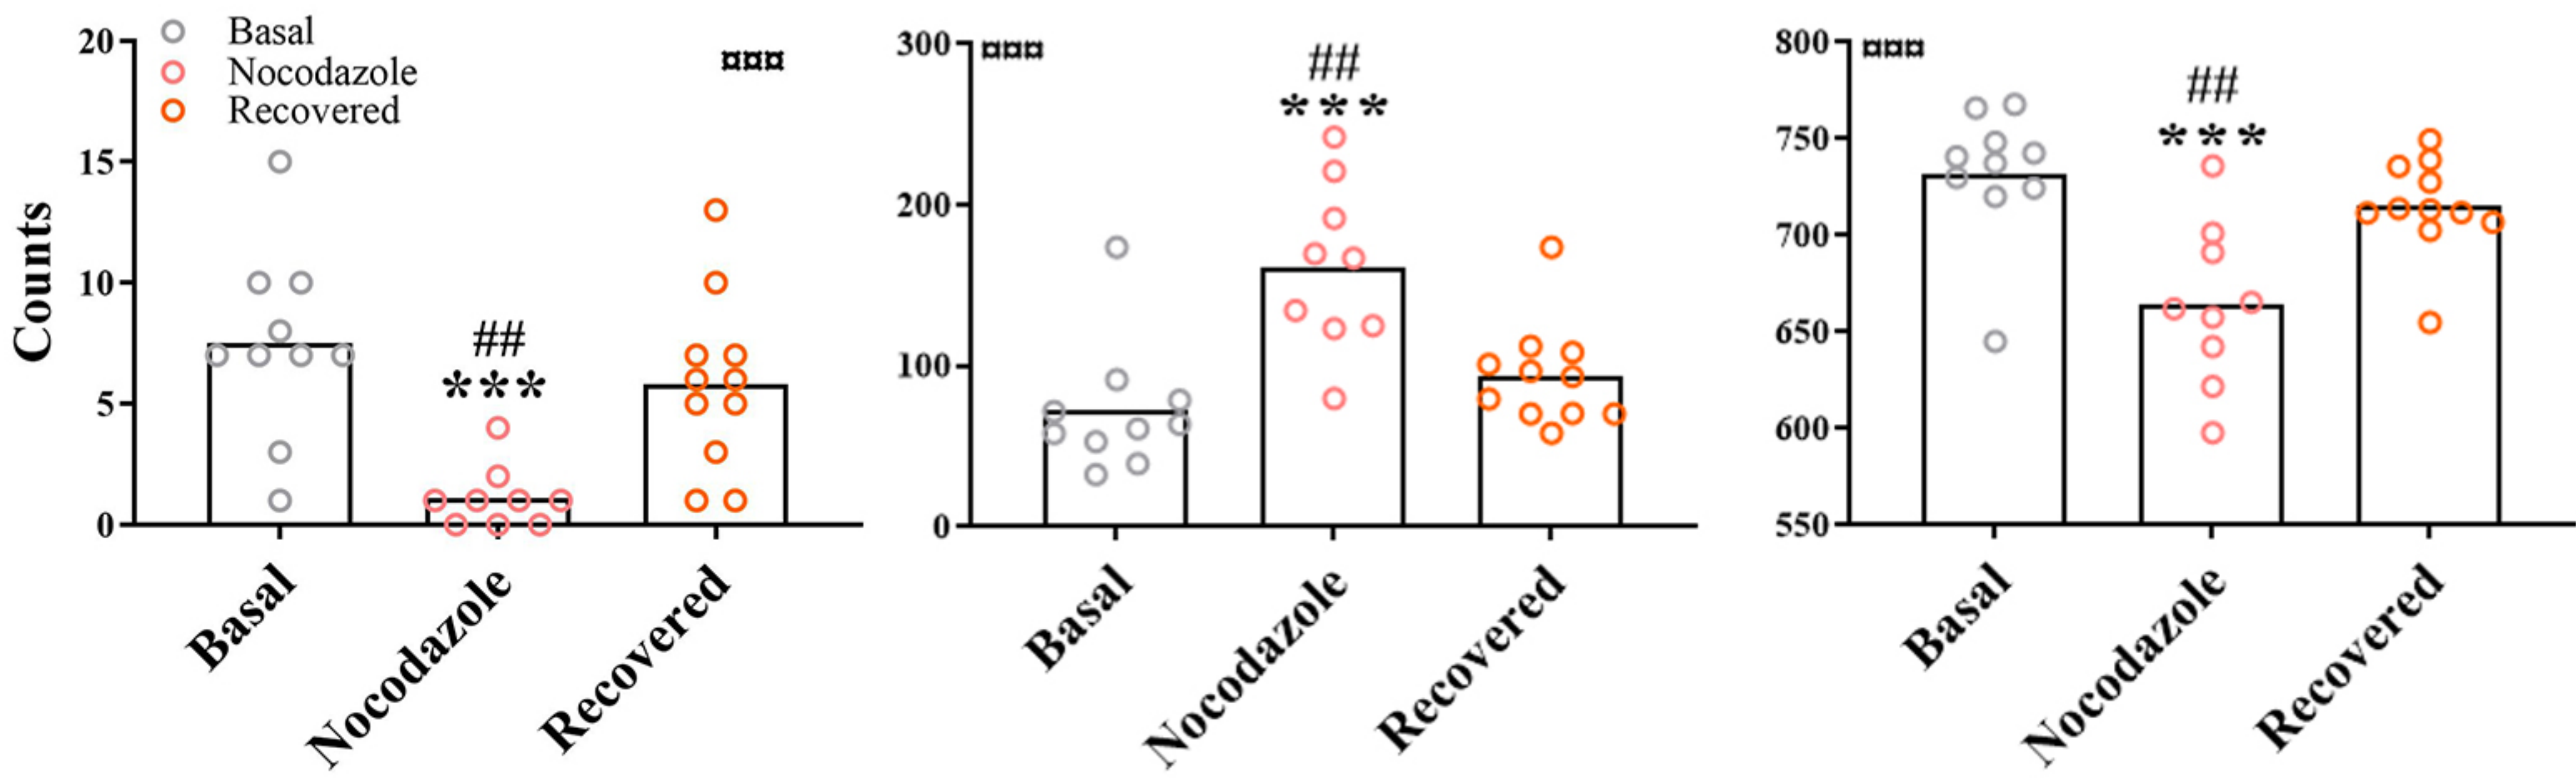 Counts
20
15
10
5
0
Basal
Nocodazole
Recovered
¤¤¤
##
***
Basal
Nocodazole
Recovered
300
200
100
0
¤¤¤
##
***
Basal
Nocodazole
Recovered
800
750
700
650
600
550
¤¤¤
##
***
Basal
Nocodazole
Recovered